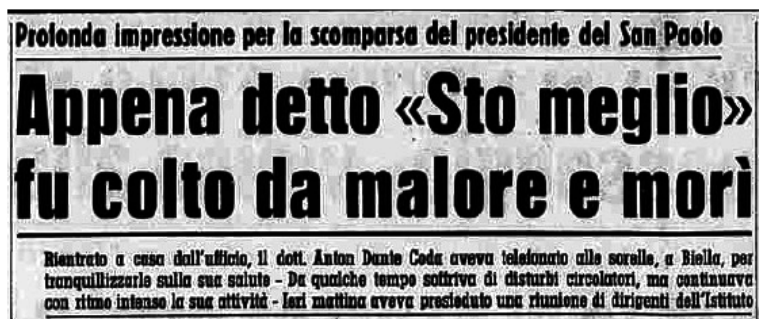 Profonda impressione per la scomparsa del presidente del San Paolo
Appena detto «Sto meglio»
fu colto da malore e morì
Rientrato a casa dall'ufficio, il dott. Anton Dante Coda aveva telefonato alle sorelle, a Biella, per
tranquillizzarle sulla sua salute - Da qualche tempo soffriva di disturbi circolatori, ma continuava
con ritmo intenso la sua attività - Ieri mattina aveva presieduto una riunione di dirigenti dell'Istituto